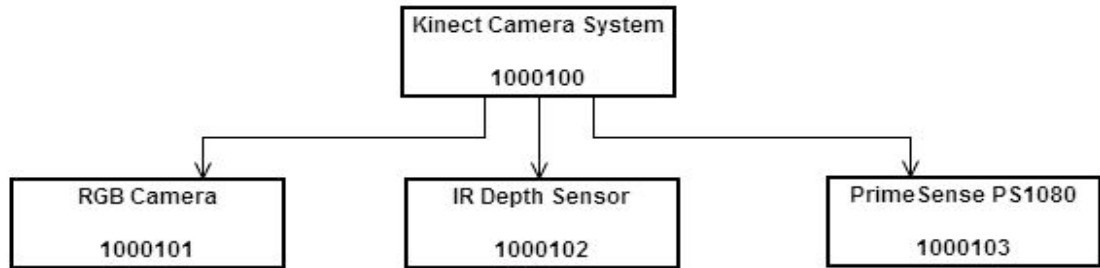 Kinect Camera System
1000100
RGB Camera
1000101
IR Depth Sensor
1000102
PrimeSense PS1080
1000103